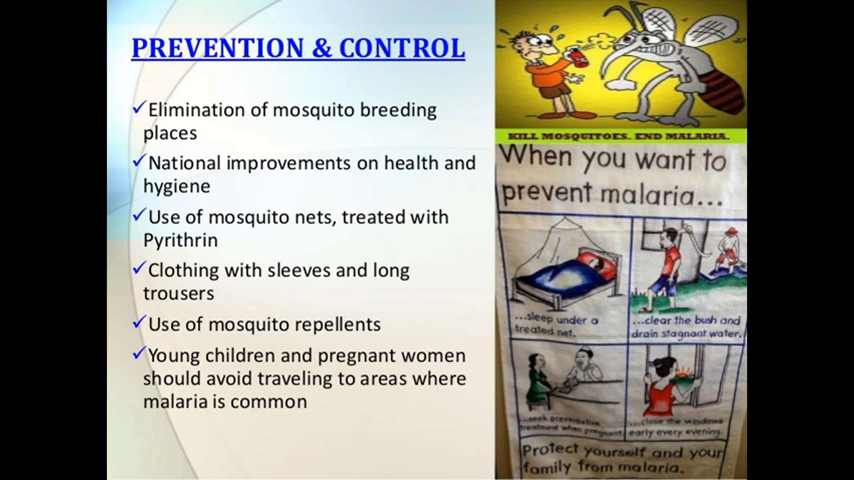 PREVENTION & CONTROL
✓Elimination of mosquito breeding
places
✓National improvements on health and
hygiene
✓Use of mosquito nets, treated with
Pyrithrin
✓Clothing with sleeves and long
trousers
✓Use of mosquito repellents
✓Young children and pregnant women
should avoid traveling to areas where
malaria is common
KILL MOSQUITOES. END MALARIA.
When you want to
prevent malaria...
...sleep under a
treated net.
...clear the bush and
drain stagnant water.
...seek preventative
treatment when pregnant.
...close the windows
early every evening.
Protect yourself and your
family from malaria.